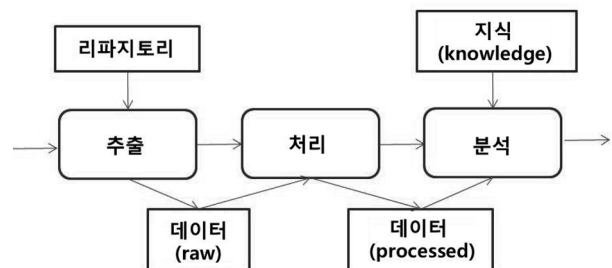 리파지토리
지식
(knowledge)
추출
처리
분석
데이터
(raw)
데이터
(processed)